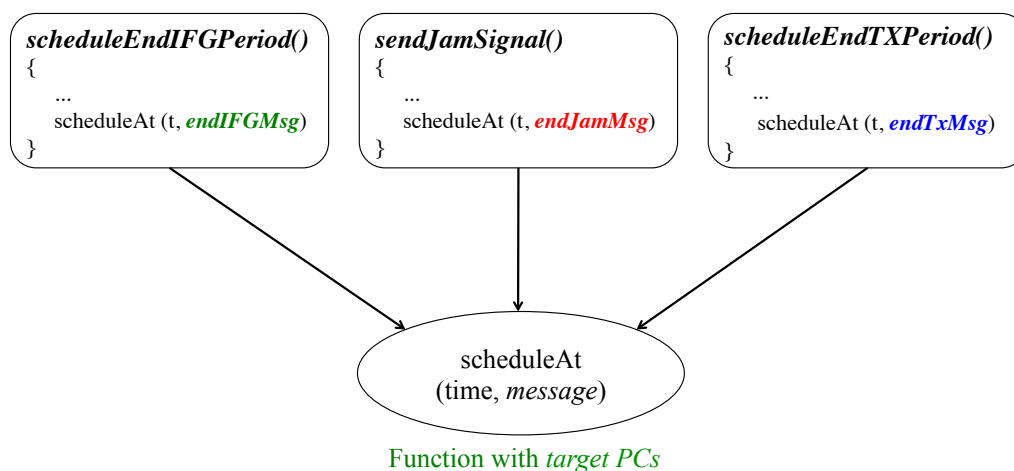 scheduleEndIFGPeriod()
{
...
scheduleAt (t, endIFGMsg)
}
sendJamSignal()
{
...
scheduleAt (t, endJamMsg)
}
scheduleEndTXPeriod()
{
...
scheduleAt (t, endTxMsg)
}
scheduleAt
(time, message)
Function with target PCs